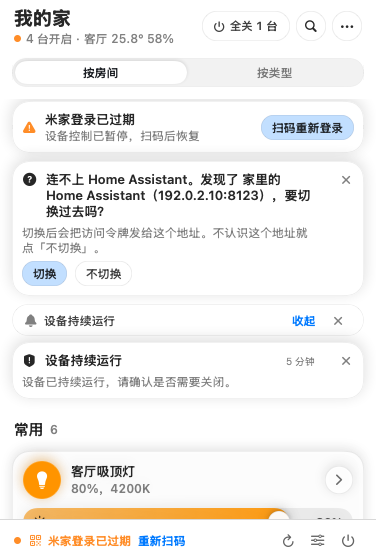 我的家
4 台开启 · 客厅 25.8° 58%
全关 1 台
按房间
按类型
米家登录已过期
设备控制已暂停，扫码后恢复
扫码重新登录
连不上 Home Assistant。发现了 家里的
Home Assistant（192.0.2.10:8123），要切
换过去吗？
切换后会把访问令牌发给这个地址。不认识这个地址就
点「不切换」。
切换
不切换
设备持续运行
收起
设备持续运行
5 分钟
设备已持续运行，请确认是否需要关闭。
常用 6
客厅吸顶灯
80%，4200K
米家登录已过期
重新扫码